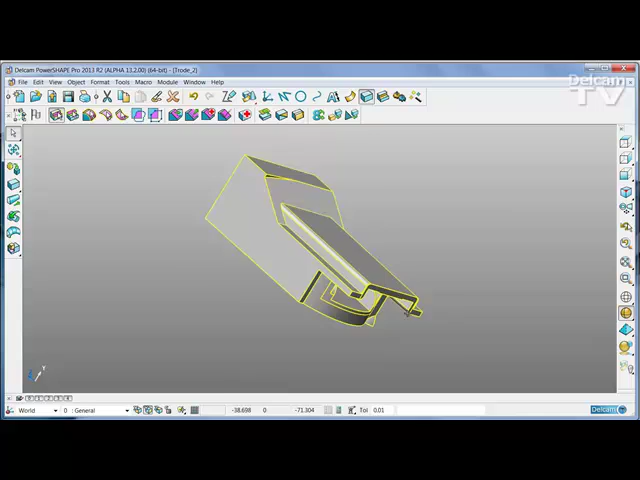 Delcam PowerSHAPE Pro 2013 R2 (ALPHA 13.2.00) (64-bit) - [Trode_2]
Delcam
TV
File Edit View Object Format Tools Macro Module Window Help
Y
World 0 : General -38.698 0 -71.304 Tol 0.01 Delcam